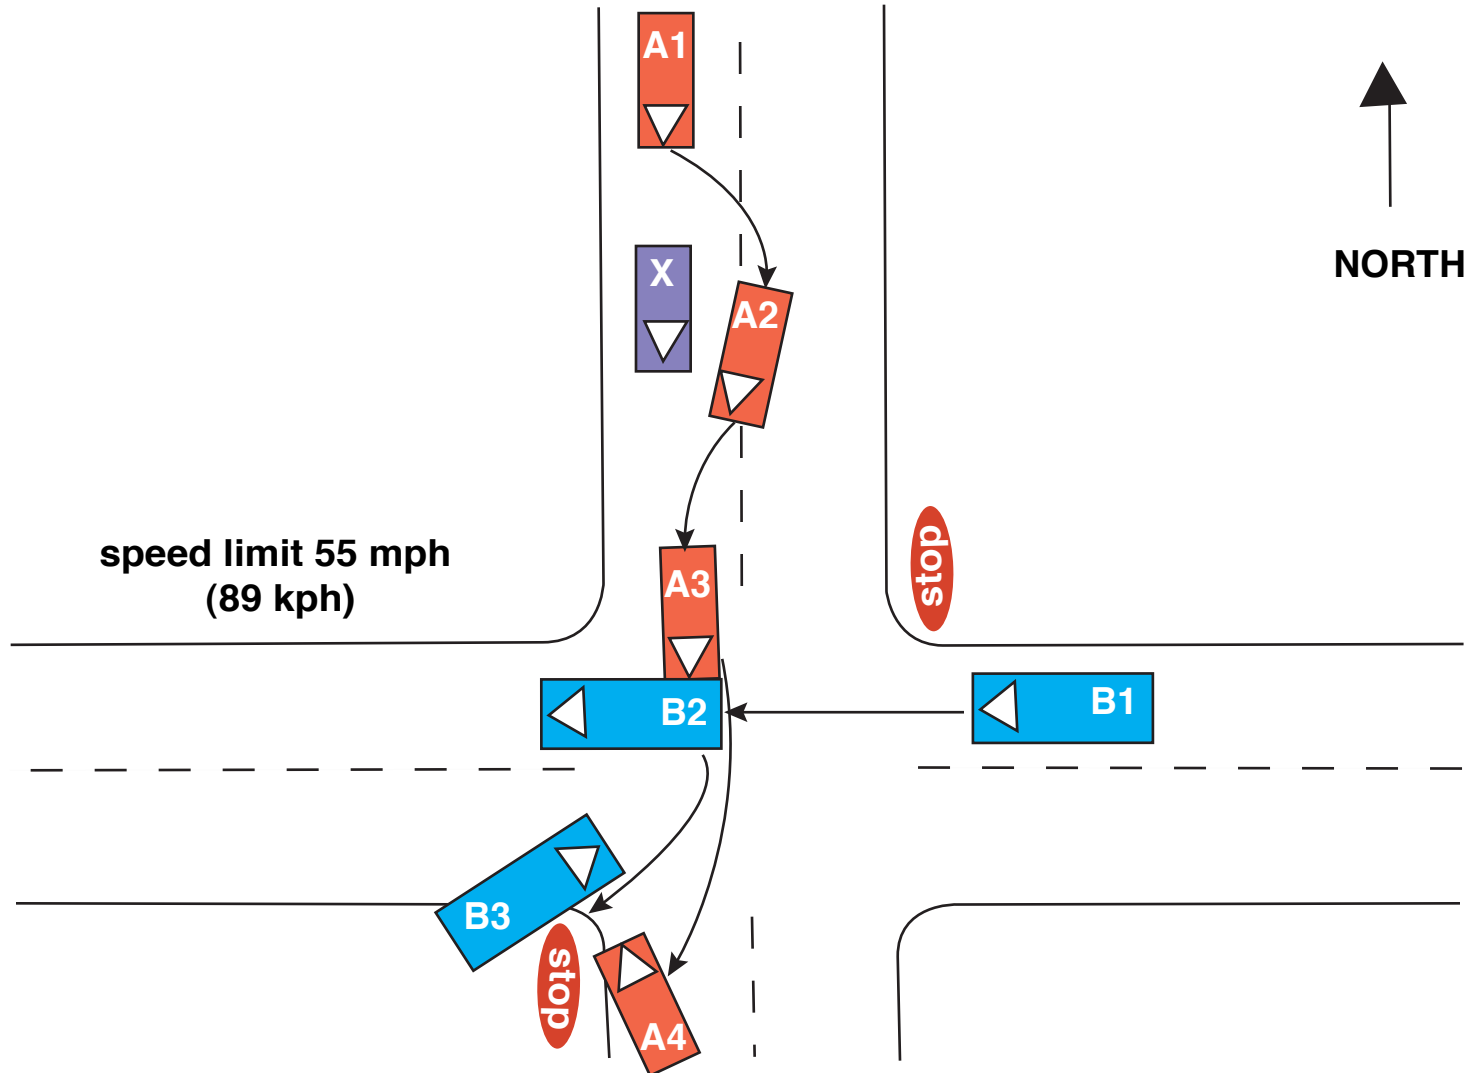 A1
X
NORTH
A2
speed limit 55 mph
(89 kph)
stop
A3
B2
B1
B3
stop
A4